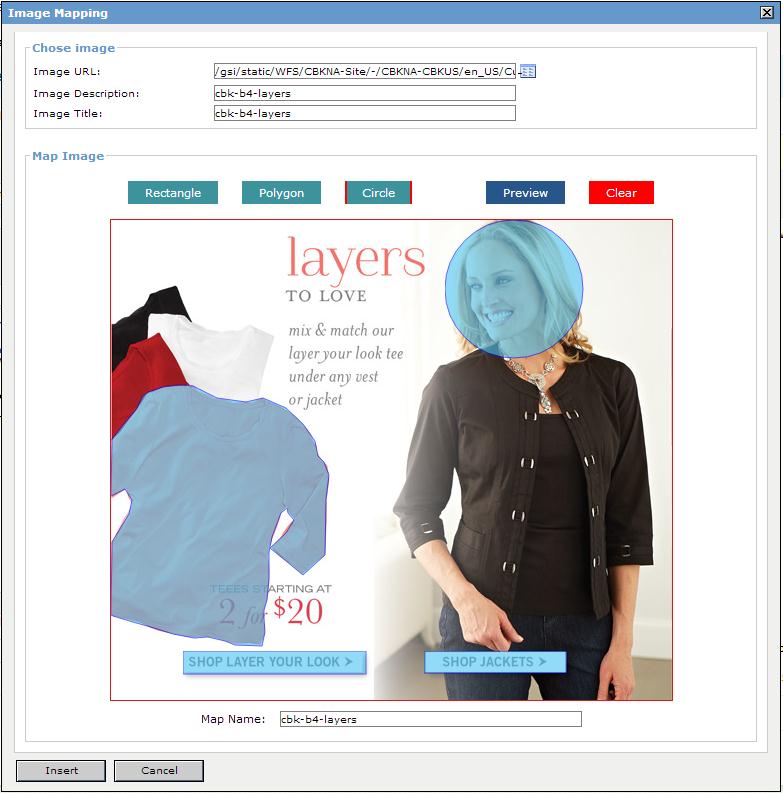 Image Mapping
Chose image
Image URL: /gsi/static/WFS/CBKNA-Site/-/CBKNA-CBKUS/en_US/Cu
Image Description: cbk-b4-layers
Image Title: cbk-b4-layers
Map Image
Rectangle Polygon Circle Preview Clear
layers
TO LOVE
mix & match our
layer your look tee
under any vest
or jacket
TEEES STARTING AT
2 for $20
SHOP LAYER YOUR LOOK >
SHOP JACKETS >
Map Name: cbk-b4-layers
Insert Cancel